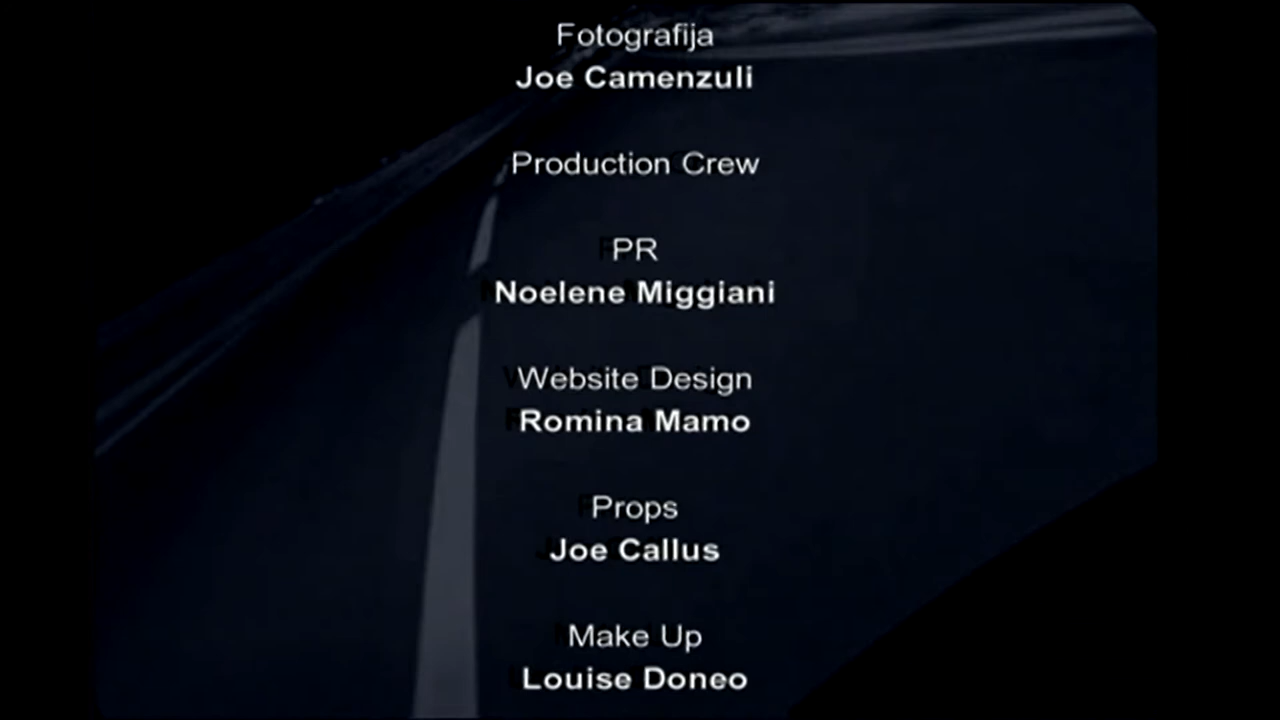 Fotografija
Joe Camenzuli
Production Crew
PR
Noelene Miggiani
Website Design
Romina Mamo
Props
Joe Callus
Make Up
Louise Doneo